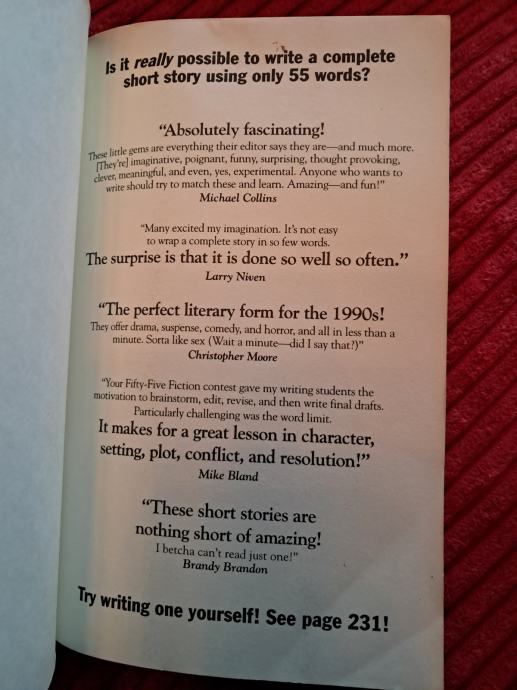 Is it really possible to write a complete
short story using only 55 words?
“Absolutely fascinating!
These little gems are everything their editor says they are—and much more.
[They're] imaginative, poignant, funny, surprising, thought provoking,
clever, meaningful, and even, yes, experimental. Anyone who wants to
write should try to match these and learn. Amazing—and fun!”
Michael Collins
“Many excited my imagination. It's not easy
to wrap a complete story in so few words.
The surprise is that it is done so well so often.”
Larry Niven
“The perfect literary form for the 1990s!
They offer drama, suspense, comedy, and horror, and all in less than a
minute. Sorta like sex (Wait a minute—did I say that?)”
Christopher Moore
“Your Fifty-Five Fiction contest gave my writing students the
motivation to brainstorm, edit, revise, and then write final drafts.
Particularly challenging was the word limit.
It makes for a great lesson in character,
setting, plot, conflict, and resolution!”
Mike Bland
“These short stories are
nothing short of amazing!
I betcha can't read just one!”
Brandy Brandon
Try writing one yourself! See page 231!